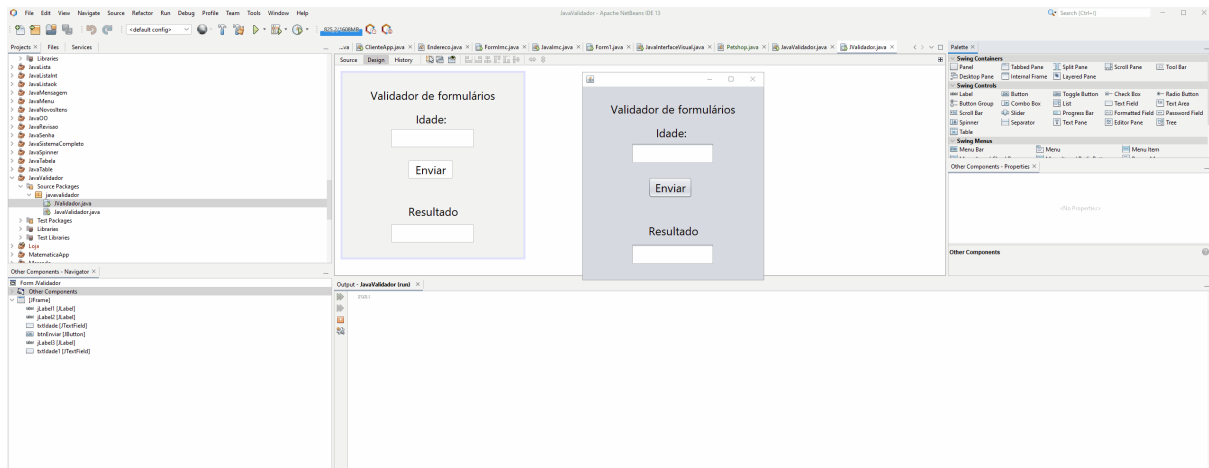 File Edit View Navigate Source Refactor Run Debug Profile Team Tools Window Help
JavaValidador - Apache NetBeans IDE 13
Search (Ctrl+I)
<default config>
Projects Files Services
...va ClienteApp.java Endereco.java FormImc.java JavaImc.java Form1.java JavaInterfaceVisual.java Petshop.java JavaValidador.java JValidador.java
Palette
Source Design History
Libraries
JavaLista
JavaListaInt
JavaListaok
JavaMensagem
JavaMenu
JavaNovosItens
JavaOO
JavaRevisao
JavaSenha
JavaSistemaCompleto
JavaSpinner
JavaTabela
JavaTable
JavaValidador
Source Packages
javavalidador
JValidador.java
JavaValidador.java
Test Packages
Libraries
Test Libraries
Loja
MatematicaApp
Validador de formulários
Idade:
Enviar
Resultado
Validador de formulários
Idade:
Enviar
Resultado
Swing Containers
Panel Tabbed Pane Split Pane Scroll Pane Tool Bar
Desktop Pane Internal Frame Layered Pane
Swing Controls
Label Button Toggle Button Check Box Radio Button
Button Group Combo Box List Text Field Text Area
Scroll Bar Slider Progress Bar Formatted Field Password Field
Spinner Separator Text Pane Editor Pane Tree
Table
Swing Menus
Menu Bar Menu Menu Item
Other Components - Properties
<No Properties>
Other Components
Other Components - Navigator
Form JValidador
Other Components
[JFrame]
jLabel1 [JLabel]
jLabel2 [JLabel]
txtIdade [JTextField]
btnEnviar [JButton]
jLabel3 [JLabel]
txtIdade1 [JTextField]
Output - JavaValidador (run)
run: